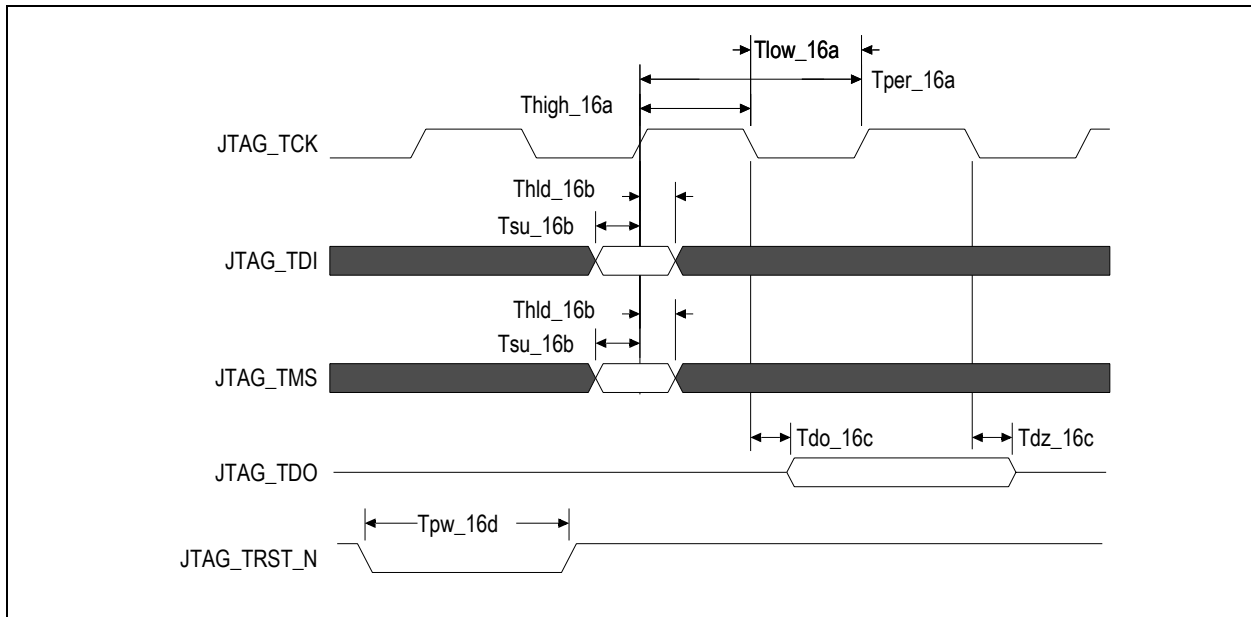 Tlow_16a
Tper_16a
Thigh_16a
JTAG_TCK
Thld_16b
Tsu_16b
JTAG_TDI
Thld_16b
Tsu_16b
JTAG_TMS
Tdo_16c
Tdz_16c
JTAG_TDO
Tpw_16d
JTAG_TRST_N